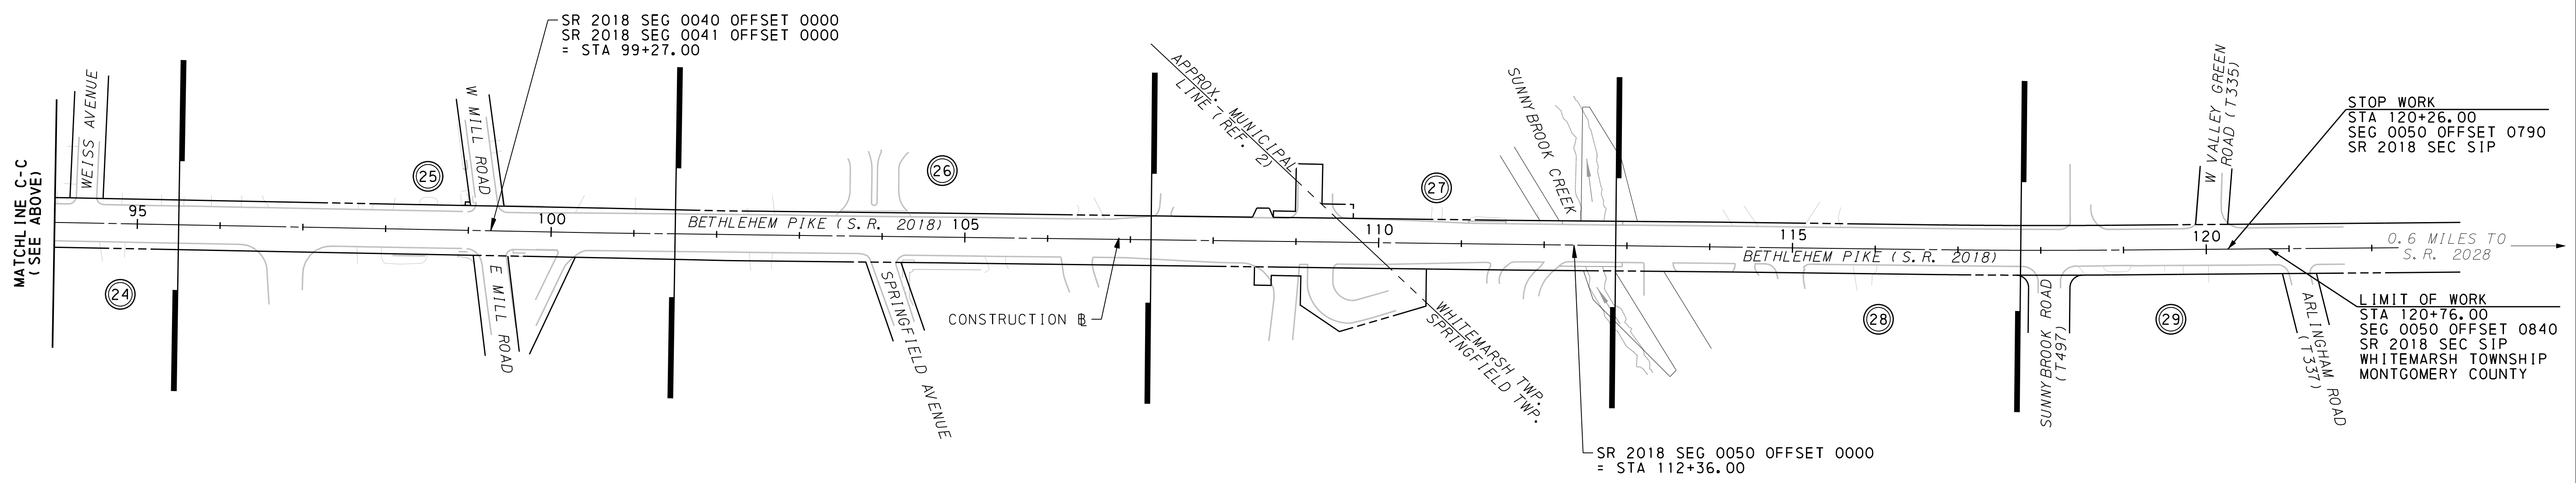 SR 2018 SEG 0040 OFFSET 0000
SR 2018 SEG 0041 OFFSET 0000
= STA 99+27.00
MATCHLINE C-C
(SEE ABOVE)
WEISS AVENUE
W MILL ROAD
E MILL ROAD
SPRINGFIELD AVENUE
24
25
26
27
28
29
95
100
105
110
115
120
BETHLEHEM PIKE (S.R. 2018)
CONSTRUCTION ℄
APPROX. MUNICIPAL
LINE - (REF. 2)
WHITEMARSH TWP.
SPRINGFIELD TWP.
SUNNYBROOK CREEK
SR 2018 SEG 0050 OFFSET 0000
= STA 112+36.00
BETHLEHEM PIKE (S.R. 2018)
SUNNYBROOK ROAD
(T497)
W VALLEY GREEN
ROAD (T335)
ARLINGHAM ROAD
(T337)
STOP WORK
STA 120+26.00
SEG 0050 OFFSET 0790
SR 2018 SEC SIP
0.6 MILES TO
S.R. 2028
LIMIT OF WORK
STA 120+76.00
SEG 0050 OFFSET 0840
SR 2018 SEC SIP
WHITEMARSH TOWNSHIP
MONTGOMERY COUNTY